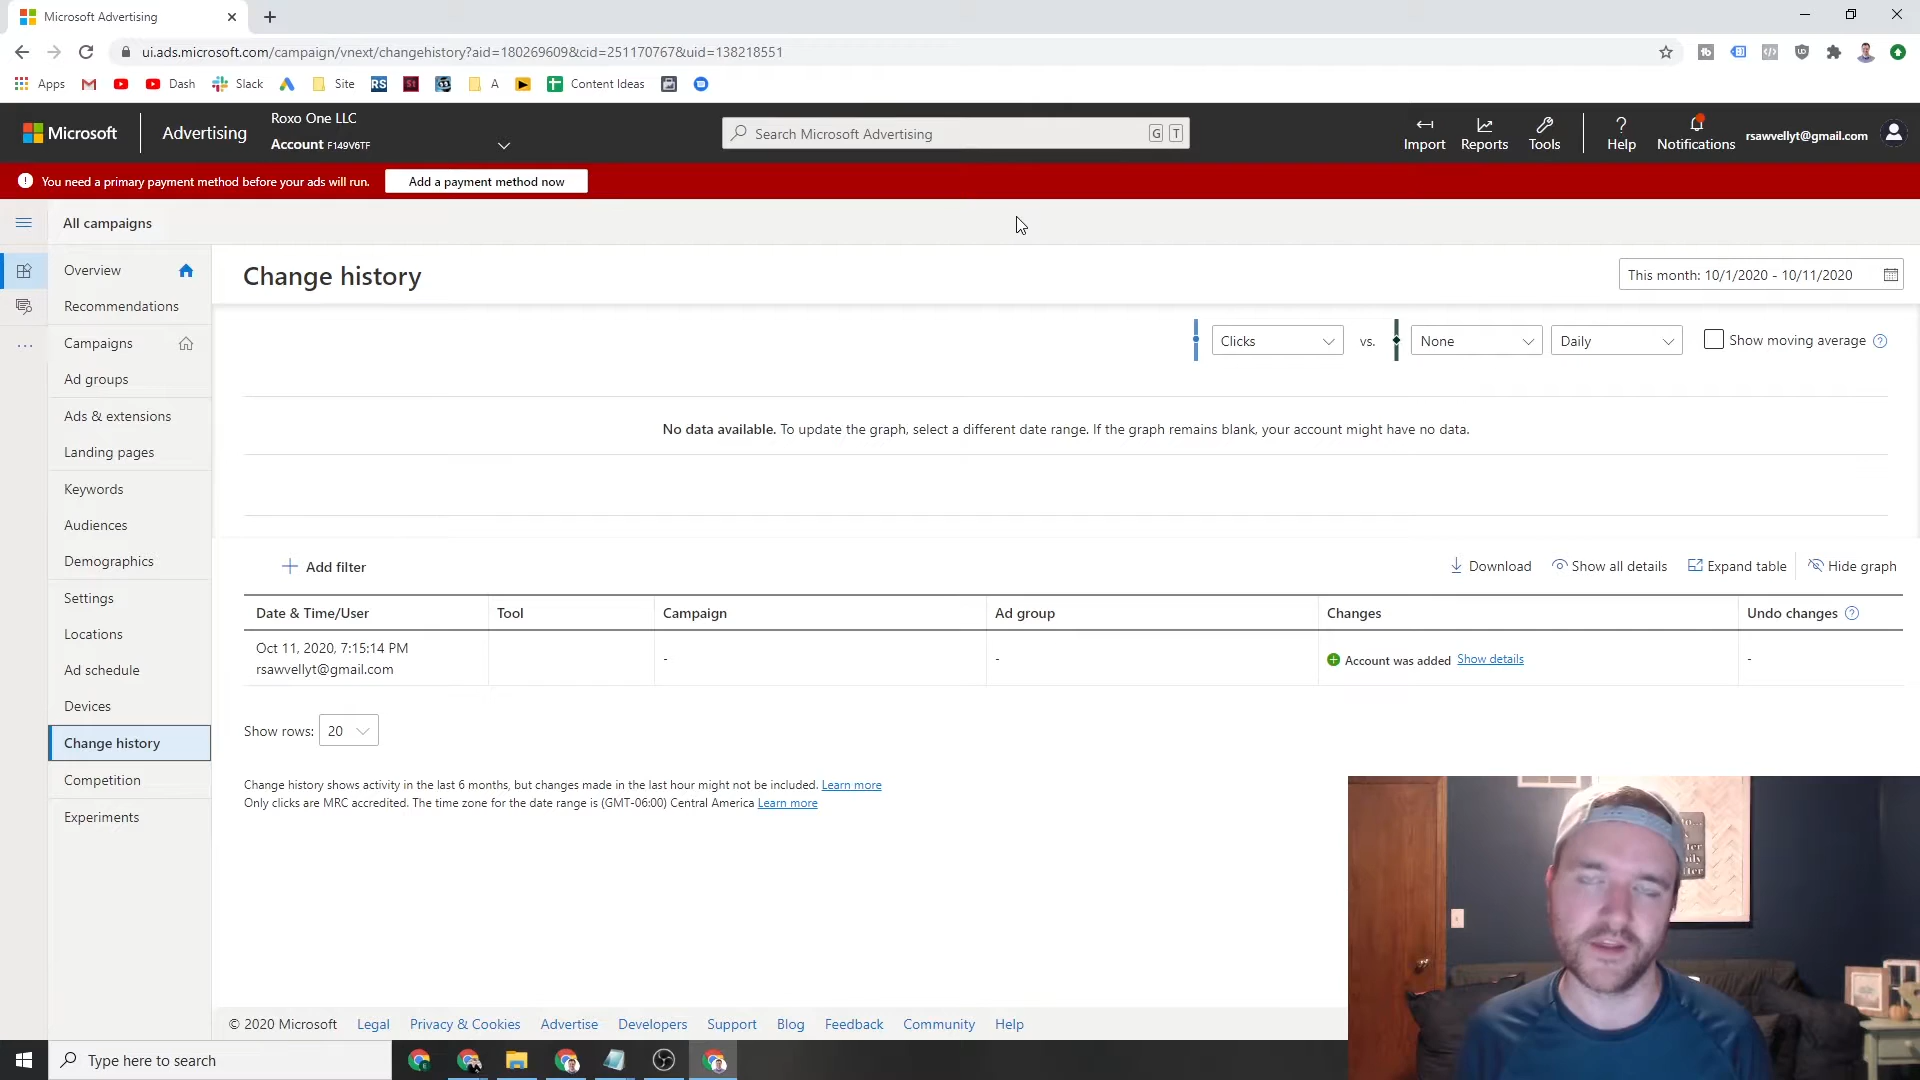 Microsoft Advertising
ui.ads.microsoft.com/campaign/vnext/changehistory?aid=180269609&cid=251170767&uid=138218551
Apps
Dash
Slack
Site
RS
A
Content Ideas
Microsoft
Advertising
Roxo One LLC
Account F149V6TF
Search Microsoft Advertising
G
T
Import
Reports
Tools
Help
Notifications
rsawvellyt@gmail.com
You need a primary payment method before your ads will run.
Add a payment method now
All campaigns
Overview
Recommendations
Campaigns
Ad groups
Ads & extensions
Landing pages
Keywords
Audiences
Demographics
Settings
Locations
Ad schedule
Devices
Change history
Competition
Experiments
Change history
This month: 10/1/2020 - 10/11/2020
Clicks
vs.
None
Daily
Show moving average
No data available. To update the graph, select a different date range. If the graph remains blank, your account might have no data.
Add filter
Download
Show all details
Expand table
Hide graph
Date & Time/User
Tool
Campaign
Ad group
Changes
Undo changes
Oct 11, 2020, 7:15:14 PM
rsawvellyt@gmail.com
-
-
Account was added Show details
-
Show rows: 20
Change history shows activity in the last 6 months, but changes made in the last hour might not be included. Learn more
Only clicks are MRC accredited. The time zone for the date range is (GMT-06:00) Central America Learn more
© 2020 Microsoft
Legal
Privacy & Cookies
Advertise
Developers
Support
Blog
Feedback
Community
Help
Type here to search